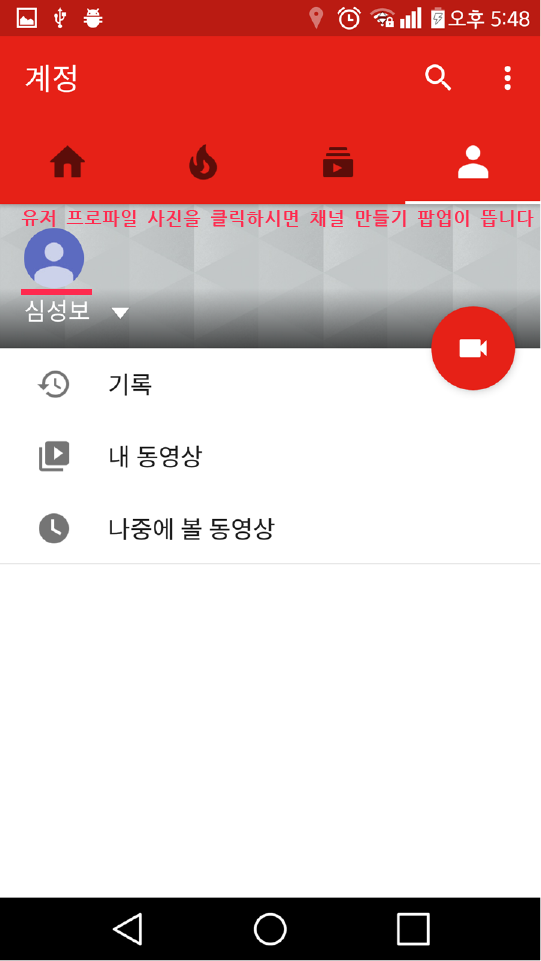 오후 5:48
계정
유저 프로파일 사진을 클릭하시면 채널 만들기 팝업이 뜹니다
심성보
기록
내 동영상
나중에 볼 동영상